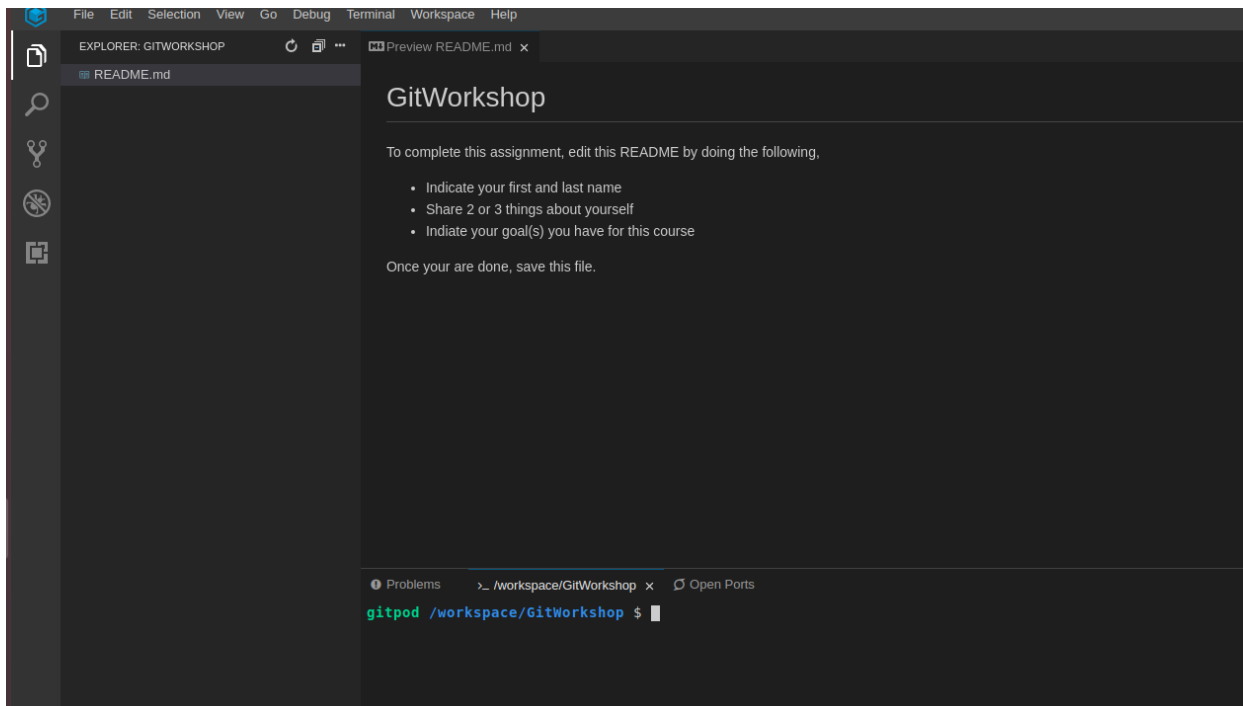 File Edit Selection View Go Debug Terminal Workspace Help
EXPLORER: GITWORKSHOP
Preview README.md
README.md
GitWorkshop
To complete this assignment, edit this README by doing the following,
• Indicate your first and last name
• Share 2 or 3 things about yourself
• Indiate your goal(s) you have for this course
Once your are done, save this file.
Problems >_ /workspace/GitWorkshop x Open Ports
gitpod /workspace/GitWorkshop $